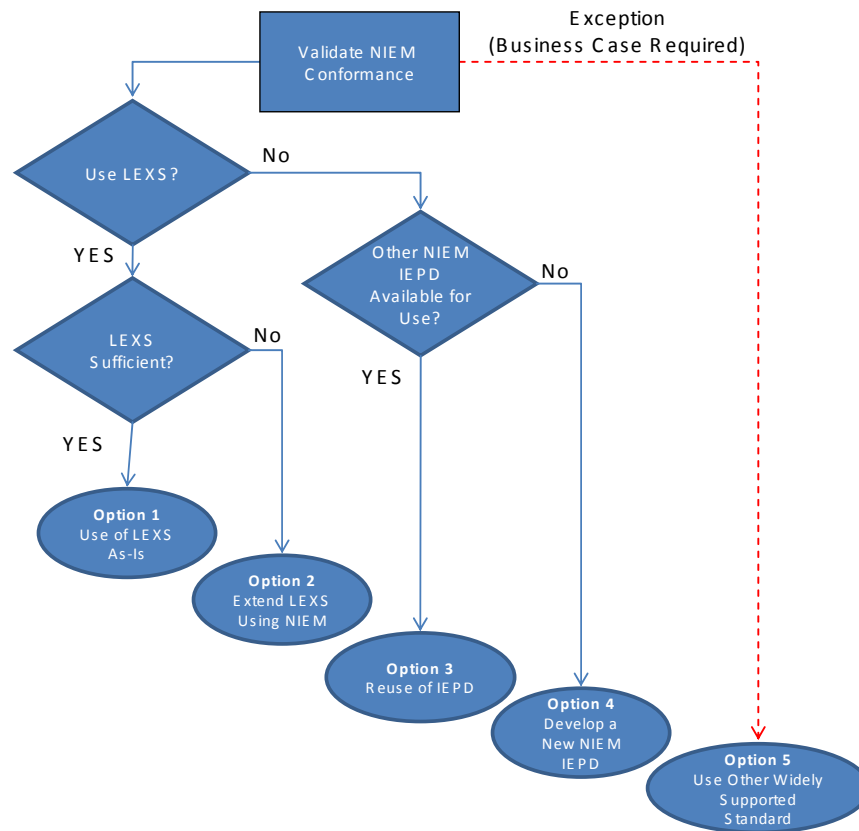 Exception
(Business Case Required)
Validate NIEM
Conformance
Use LEXS?
No
YES
Other NIEM
IEPD
Available for
Use?
No
LEXS
Sufficient?
No
YES
YES
Option 1
Use of LEXS
As-Is
Option 2
Extend LEXS
Using NIEM
Option 3
Reuse of IEPD
Option 4
Develop a
New NIEM
IEPD
Option 5
Use Other Widely
Supported
Standard